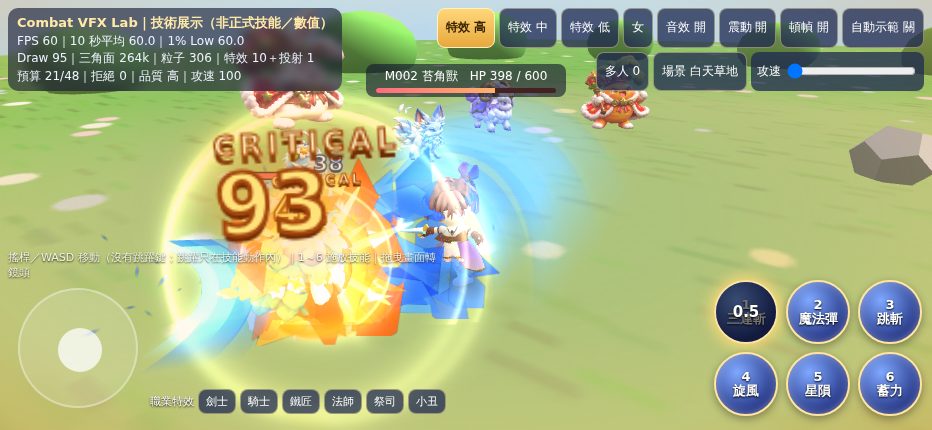 Combat VFX Lab｜技術展示（非正式技能／數值）
FPS 60｜10 秒平均 60.0｜1% Low 60.0
Draw 95｜三角面 264k｜粒子 306｜特效 10＋投射 1
預算 21/48｜拒絕 0｜品質 高｜攻速 100
特效 高
特效 中
特效 低
女
音效 開
震動 開
頓幀 開
自動示範 關
多人 0
場景 白天草地
攻速
M002 苔角獸 HP 398 / 600
CRITICAL
38
93
搖桿／WASD 移動（沒有跳躍鍵：跳躍只在技能動作內）｜1～6 施放技能｜拖曳畫面轉
鏡頭
1
0.5
三連斬
2
魔法彈
3
跳斬
4
旋風
5
星隕
6
蓄力
職業特效
劍士
騎士
鐵匠
法師
祭司
小丑